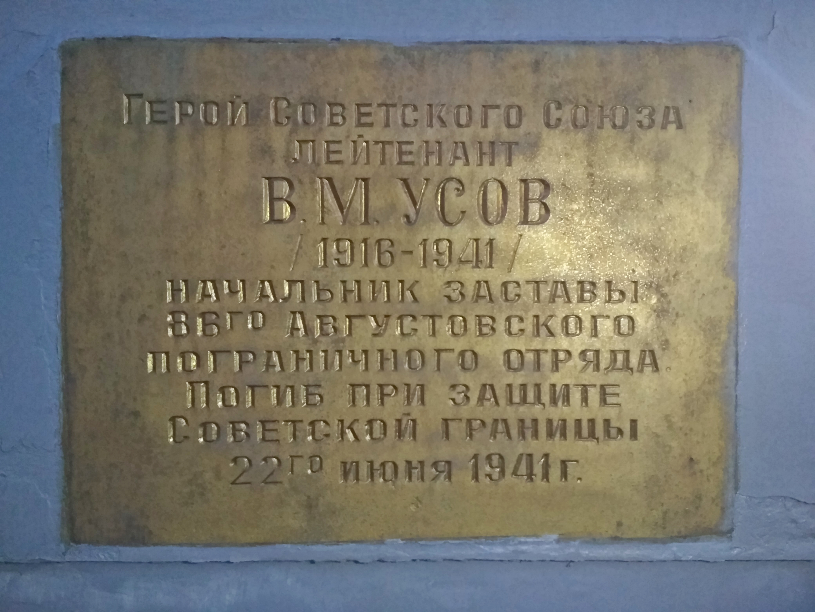 Герой Советского Союза
лейтенант
В.М.УСОВ
/1916-1941/
начальник заставы
86го Августовского
пограничного отряда.
Погиб при защите
Советской границы
22го июня 1941г.